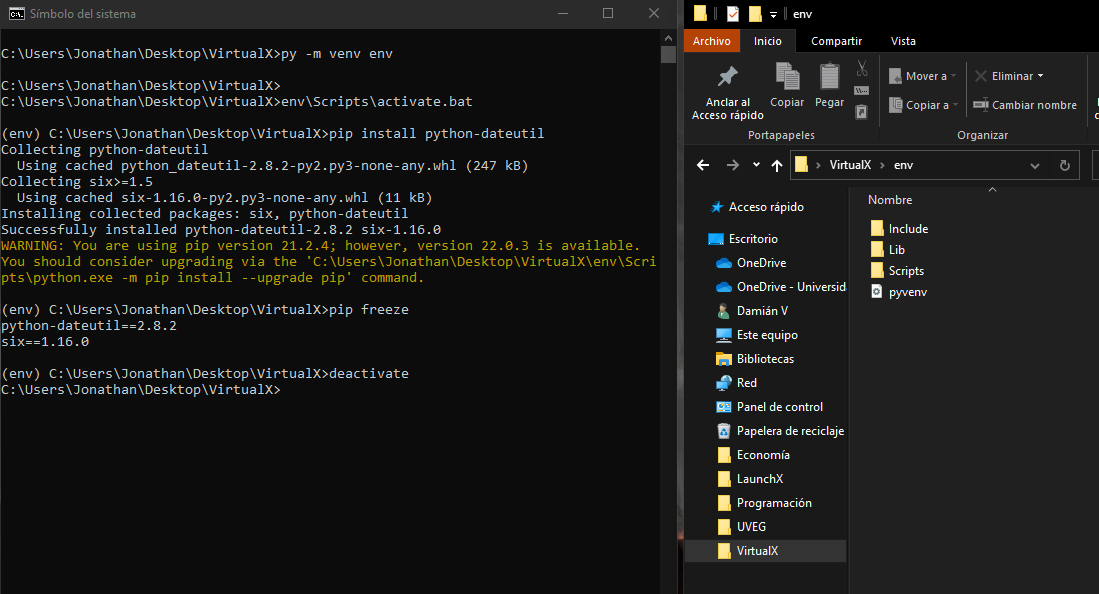 Símbolo del sistema
C:\Users\Jonathan\Desktop\VirtualX>py -m venv env
C:\Users\Jonathan\Desktop\VirtualX>
C:\Users\Jonathan\Desktop\VirtualX>env\Scripts\activate.bat
(env) C:\Users\Jonathan\Desktop\VirtualX>pip install python-dateutil
Collecting python-dateutil
  Using cached python_dateutil-2.8.2-py2.py3-none-any.whl (247 kB)
Collecting six>=1.5
  Using cached six-1.16.0-py2.py3-none-any.whl (11 kB)
Installing collected packages: six, python-dateutil
Successfully installed python-dateutil-2.8.2 six-1.16.0
WARNING: You are using pip version 21.2.4; however, version 22.0.3 is available.
You should consider upgrading via the 'C:\Users\Jonathan\Desktop\VirtualX\env\Scri
pts\python.exe -m pip install --upgrade pip' command.
(env) C:\Users\Jonathan\Desktop\VirtualX>pip freeze
python-dateutil==2.8.2
six==1.16.0
(env) C:\Users\Jonathan\Desktop\VirtualX>deactivate
C:\Users\Jonathan\Desktop\VirtualX>
env
Archivo Inicio Compartir Vista
Anclar al
Acceso rápido
Copiar
Pegar
Mover a
Copiar a
Eliminar
Cambiar nombre
Portapapeles
Organizar
VirtualX > env
Acceso rápido
Escritorio
OneDrive
OneDrive - Universid
Damián V
Este equipo
Bibliotecas
Red
Panel de control
Papelera de reciclaje
Economía
LaunchX
Programación
UVEG
VirtualX
Nombre
Include
Lib
Scripts
pyvenv